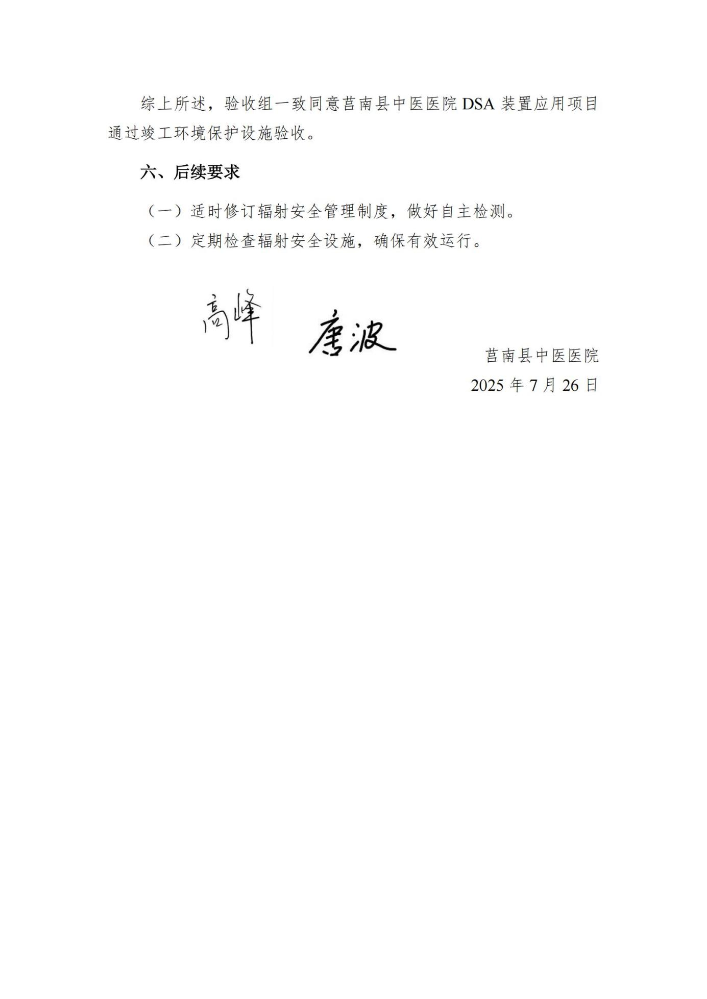 综上所述，验收组一致同意莒南县中医医院 DSA 装置应用项目
通过竣工环境保护设施验收。
六、后续要求
（一）适时修订辐射安全管理制度，做好自主检测。
（二）定期检查辐射安全设施，确保有效运行。
高峰
唐波
莒南县中医医院
2025 年 7 月 26 日